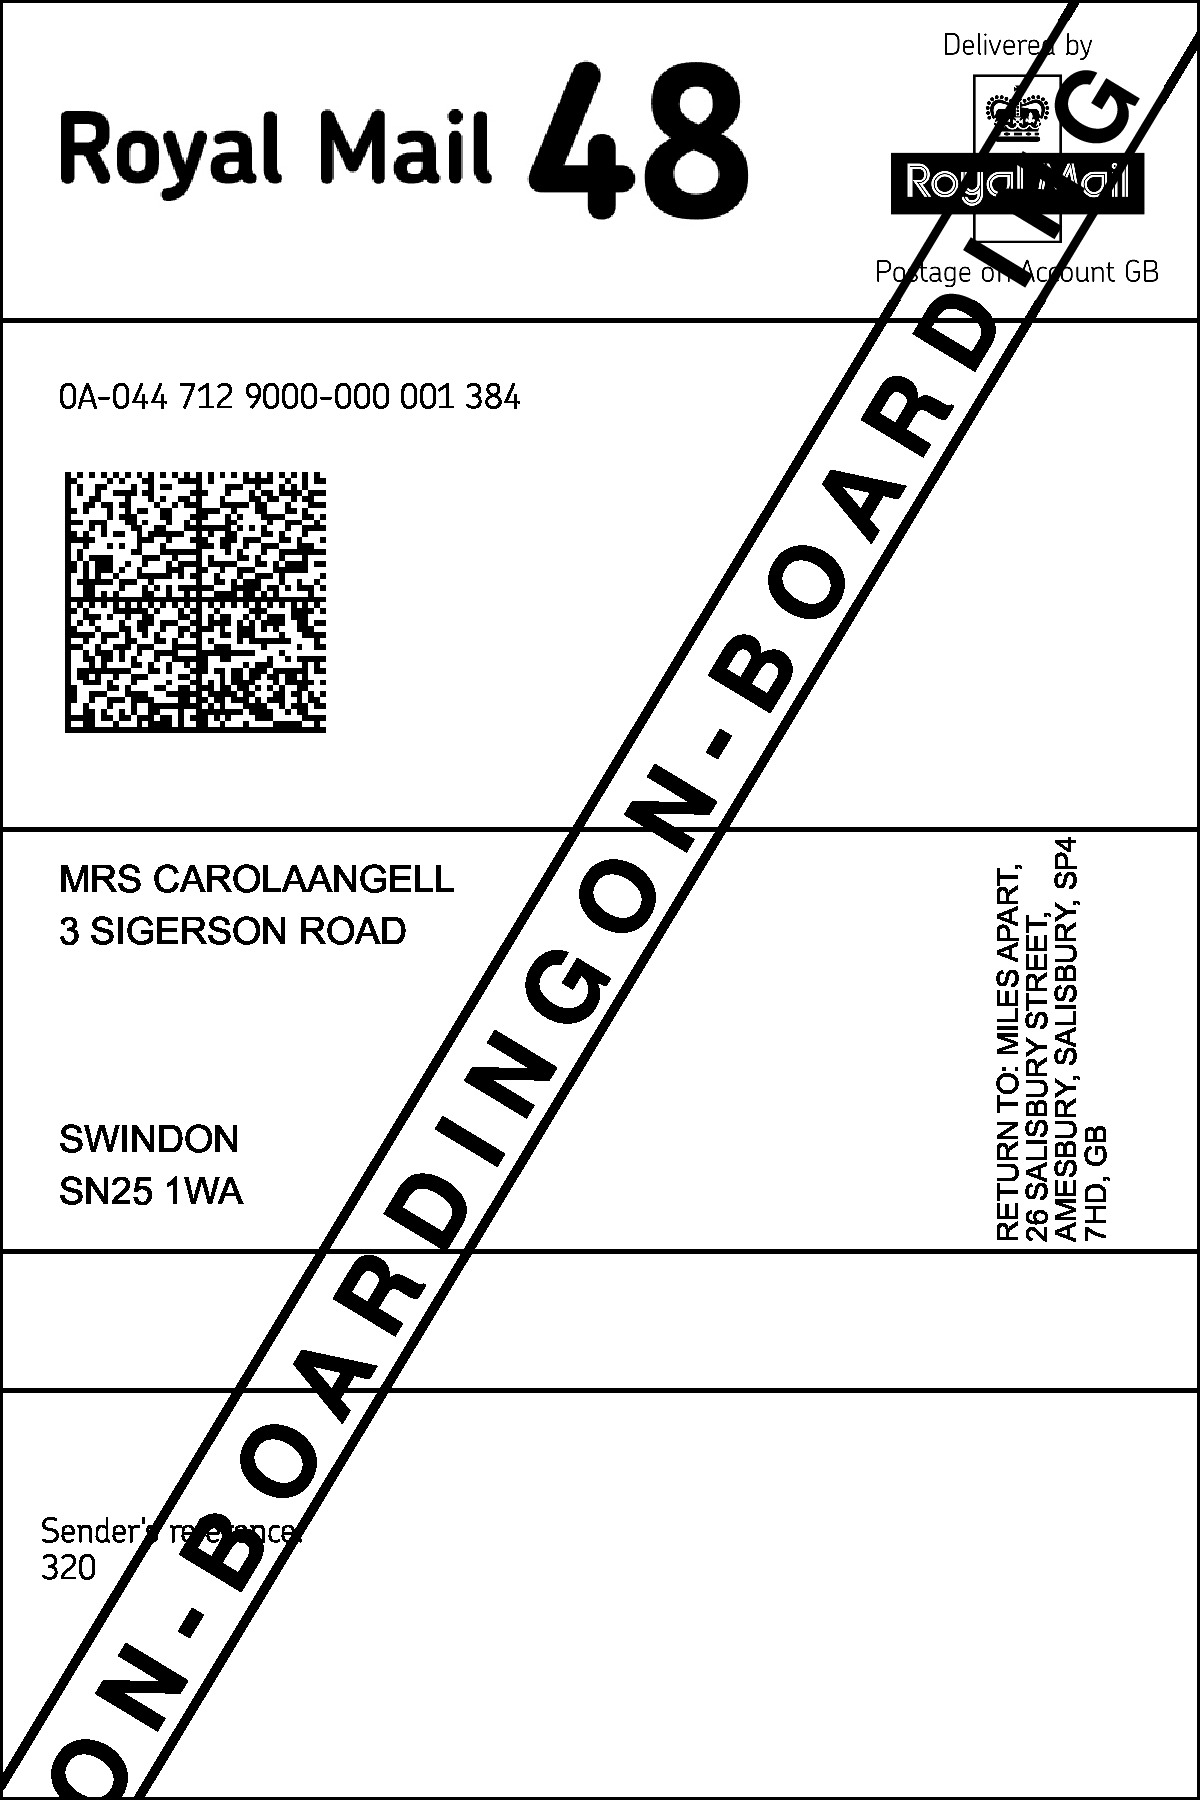 Delivered by
Royal Mail 48
Royal Mail
Postage on Account GB
0A-044 712 9000-000 001 384
MRS CAROLAANGELL
3 SIGERSON ROAD
SWINDON
SN25 1WA
RETURN TO: MILES APART,
26 SALISBURY STREET,
AMESBURY, SALISBURY, SP4
7HD, GB
Sender's reference:
320
ON-BOARDINGON-BOARDING